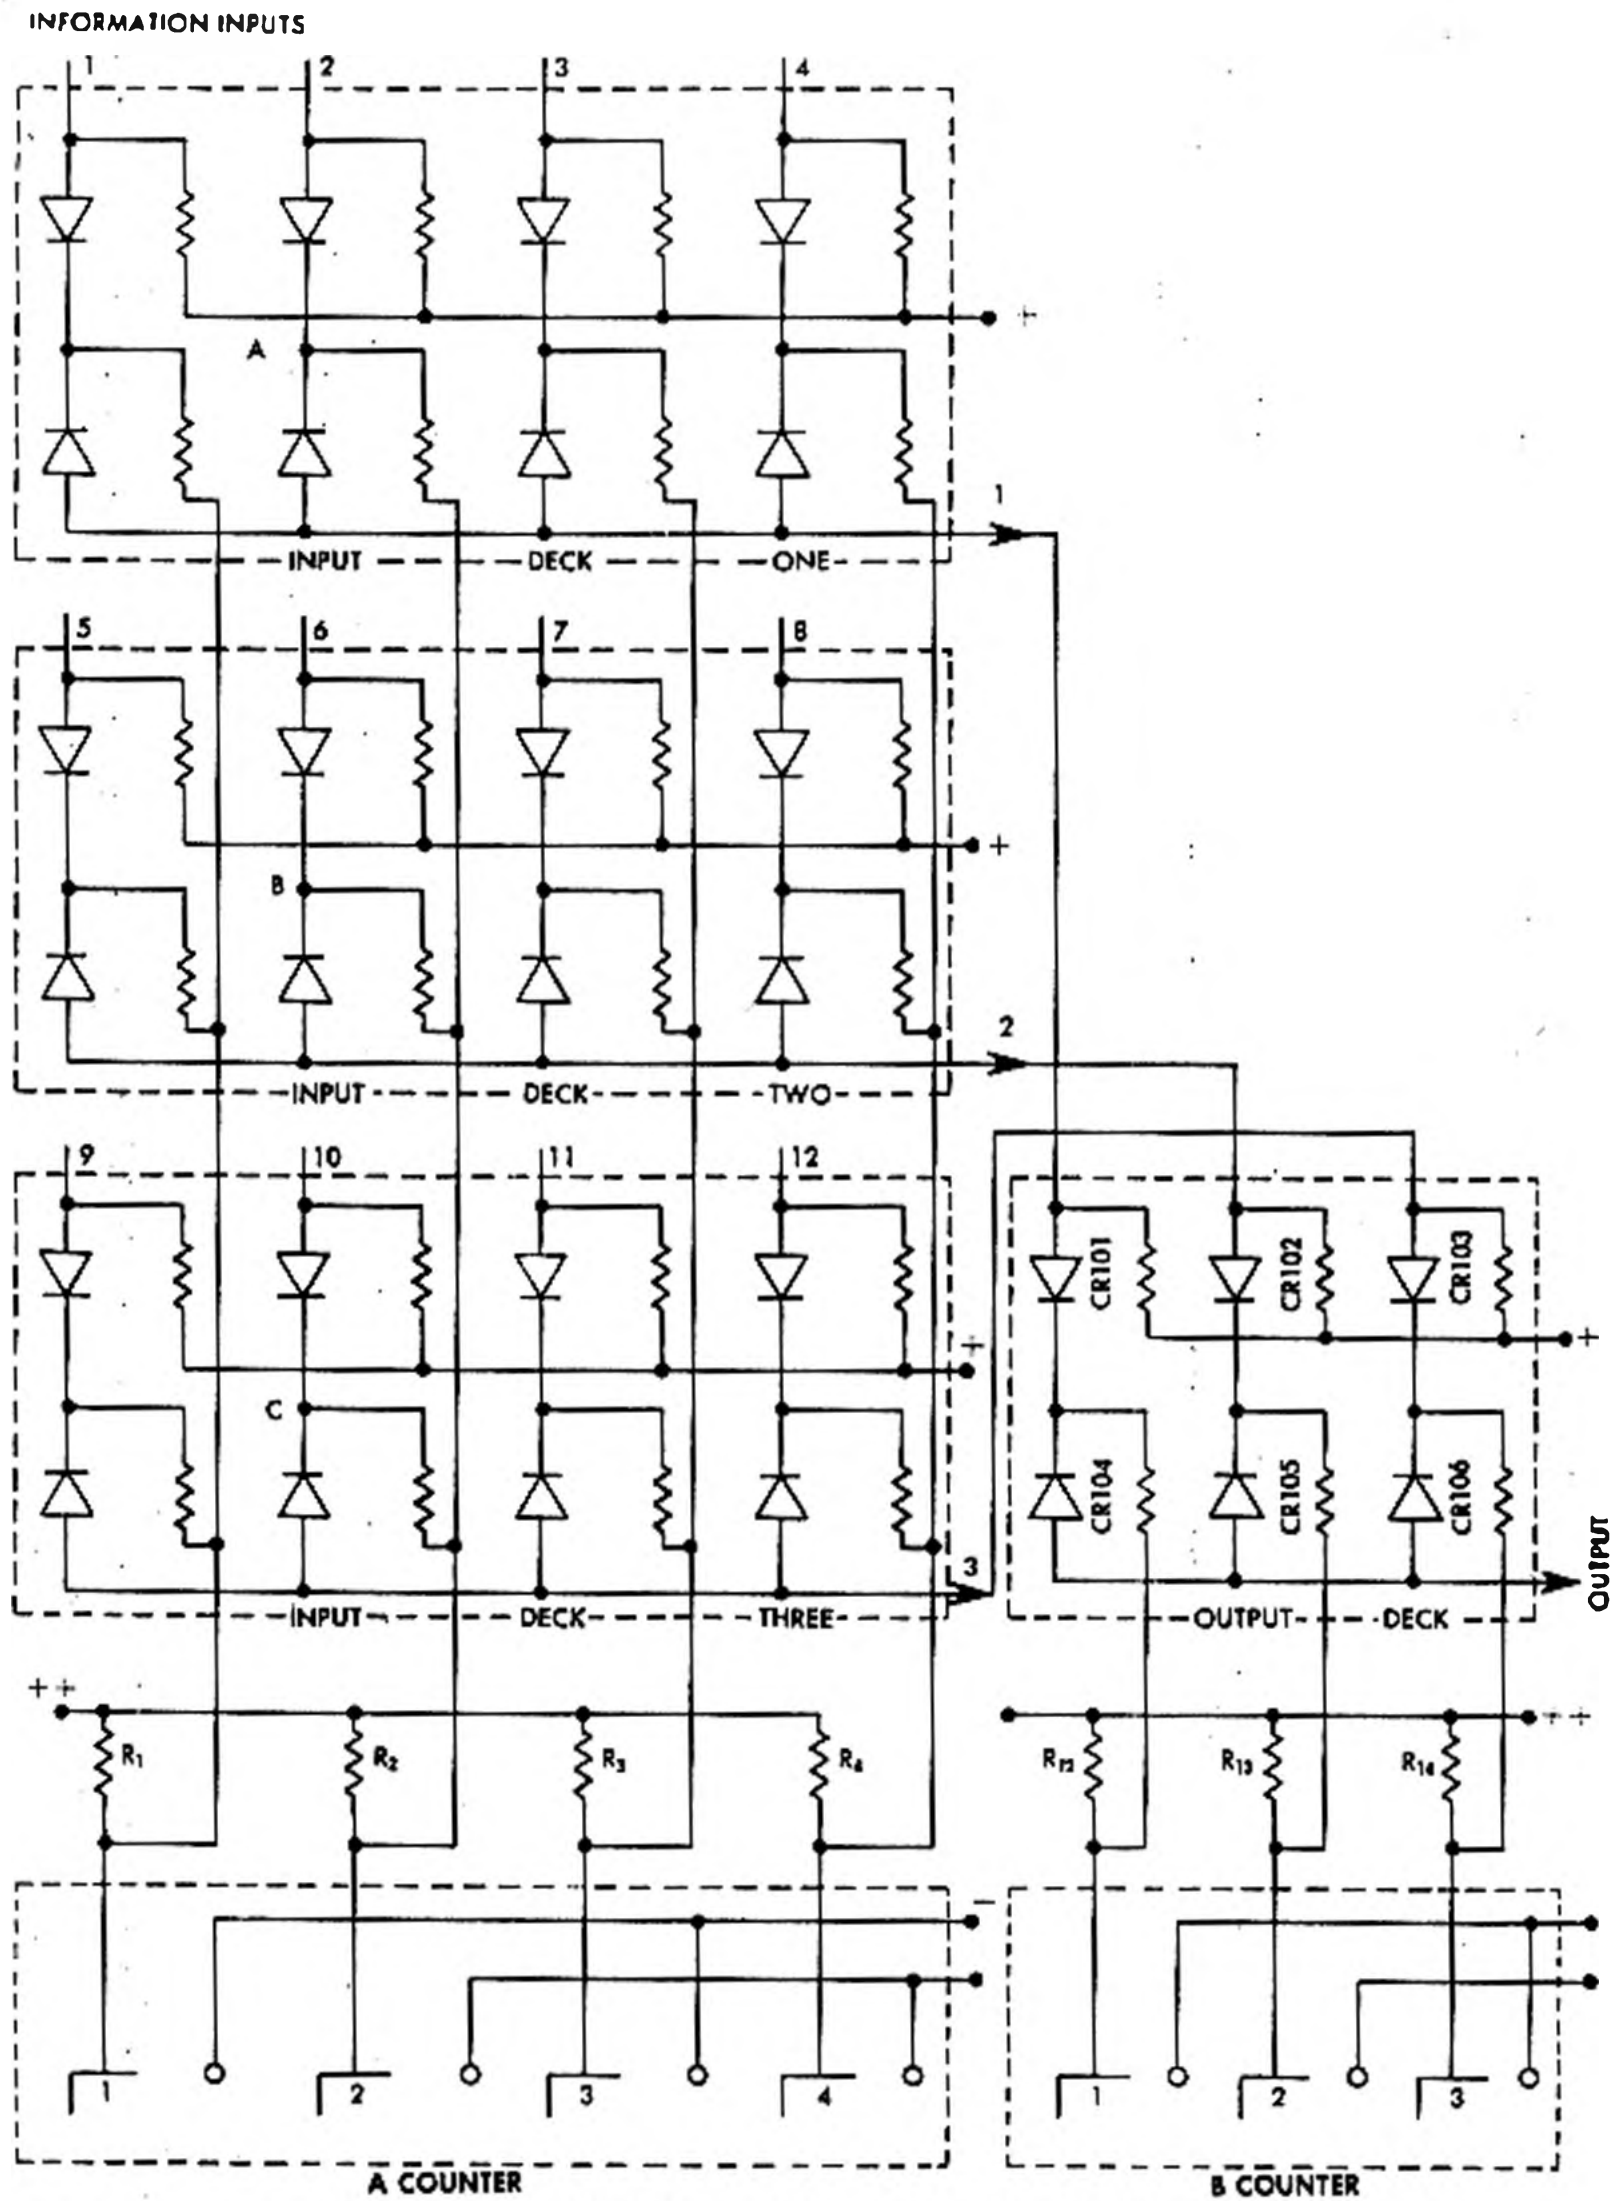 INFORMATION INPUTS
1 2 3 4
+
A
1
INPUT DECK ONE
5 6 7 8
+
B
2
INPUT DECK TWO
9 10 11 12
CR101 CR102 CR103
+
+
C
CR104 CR105 CR106
3
OUTPUT
INPUT DECK THREE
OUTPUT DECK
++
++
R1 R2 R3 R4
R12 R13 R14
-
1 2 3 4
1 2 3
A COUNTER
B COUNTER